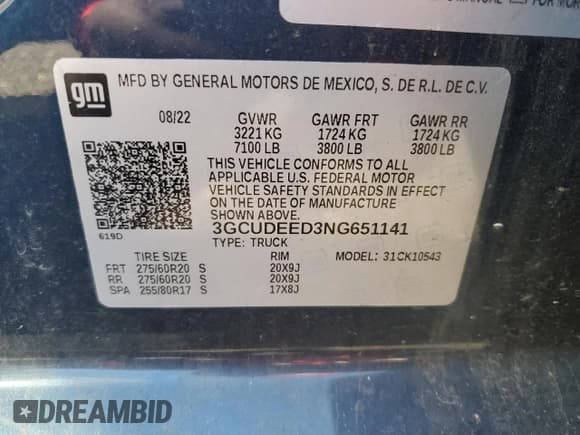 MANUAL FOR MORE
gm
MFD BY GENERAL MOTORS DE MEXICO, S. DE R.L. DE C.V.
08/22 GVWR GAWR FRT GAWR RR
3221 KG 1724 KG 1724 KG
7100 LB 3800 LB 3800 LB
THIS VEHICLE CONFORMS TO ALL
APPLICABLE U.S. FEDERAL MOTOR
VEHICLE SAFETY STANDARDS IN EFFECT
ON THE DATE OF MANUFACTURE
SHOWN ABOVE.
3GCUDEED3NG651141
619D
TYPE: TRUCK
TIRE SIZE RIM MODEL: 31CK10543
FRT 275/60R20 S 20X9J
RR 275/60R20 S 20X9J
SPA 255/80R17 S 17X8J
DREAMBID